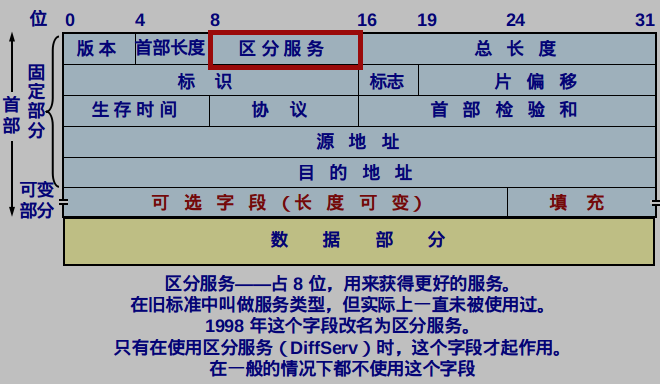 位 0 4 8 16 19 24 31
版本 首部长度 区分服务 总长度
标识 标志 片偏移
生存时间 协议 首部检验和
源地址
目的地址
可选字段（长度可变） 填充
数据部分
首部
固定部分
可变部分
区分服务——占 8 位，用来获得更好的服务。
在旧标准中叫做服务类型，但实际上一直未被使用过。
1998 年这个字段改名为区分服务。
只有在使用区分服务（DiffServ）时，这个字段才起作用。
在一般的情况下都不使用这个字段